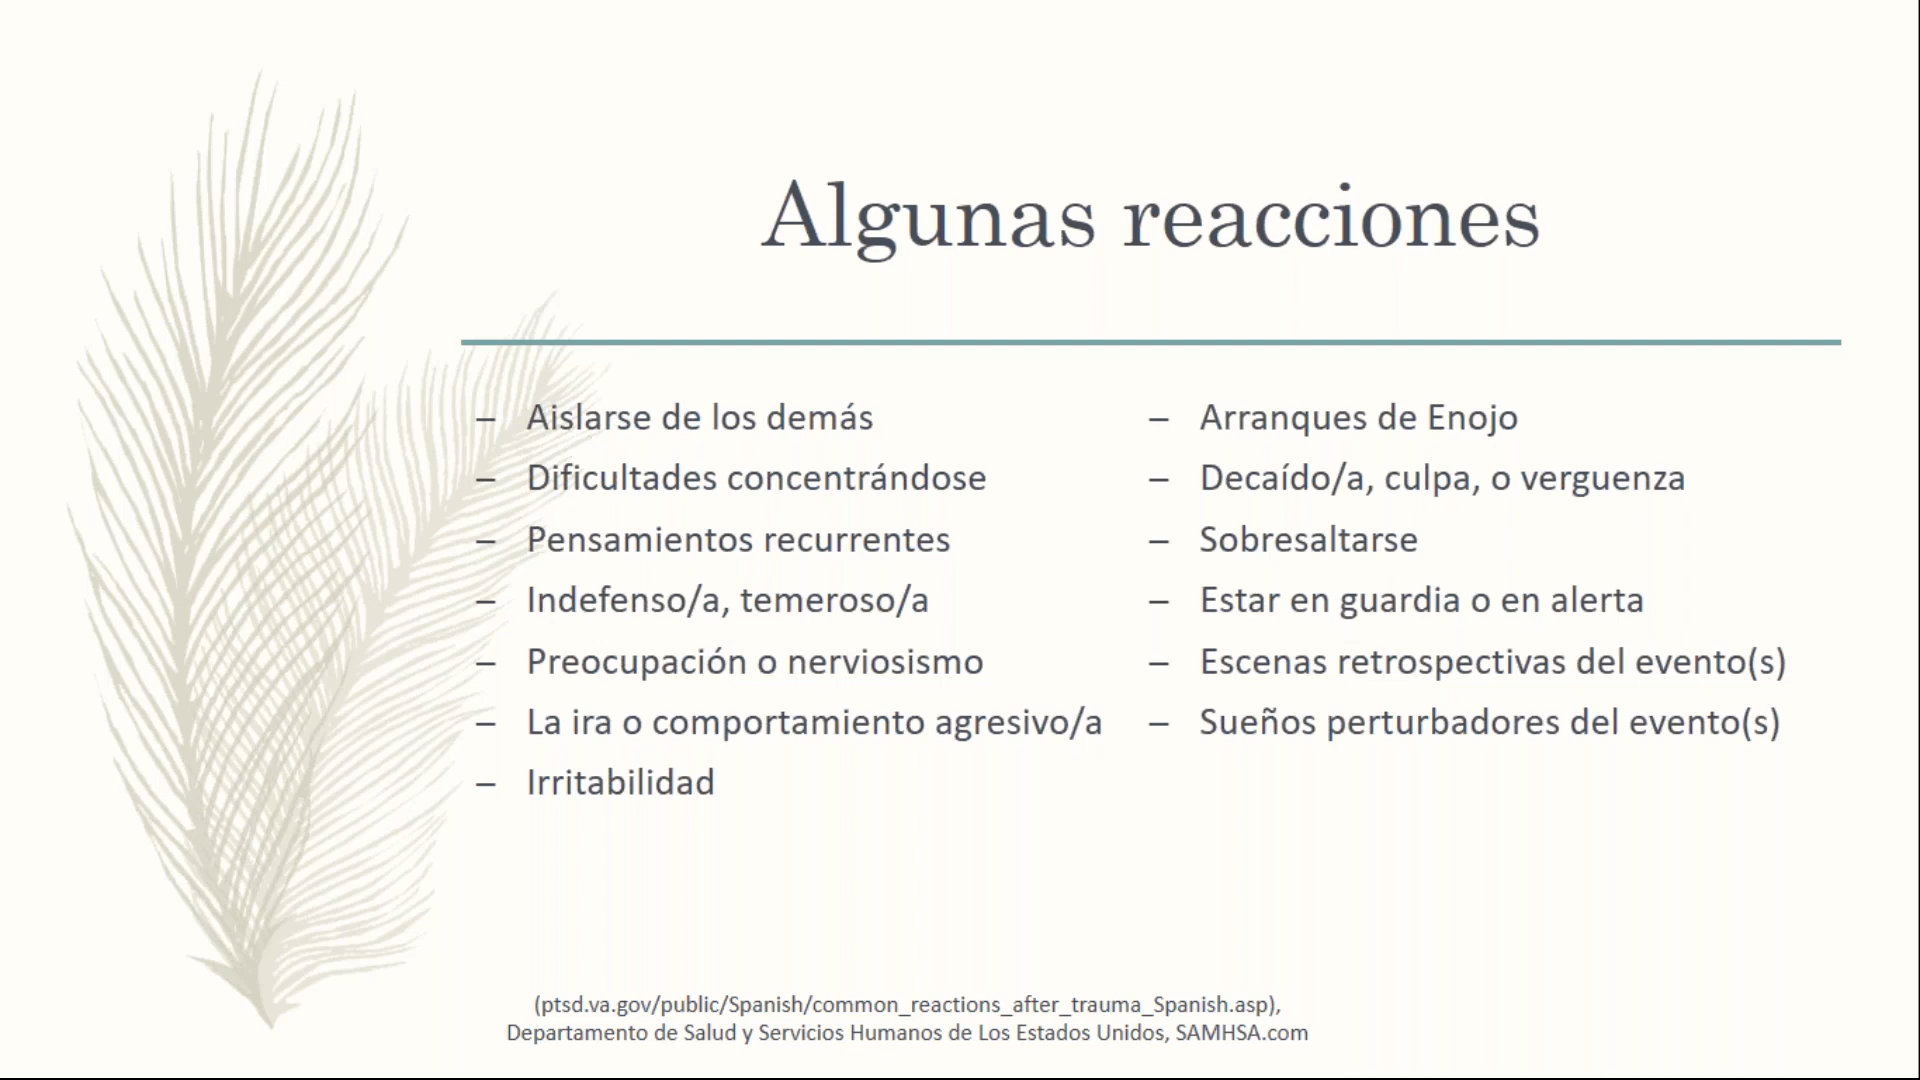 Algunas reacciones
– Aislarse de los demás
– Dificultades concentrándose
– Pensamientos recurrentes
– Indefenso/a, temeroso/a
– Preocupación o nerviosismo
– La ira o comportamiento agresivo/a
– Irritabilidad
– Arranques de Enojo
– Decaído/a, culpa, o verguenza
– Sobresaltarse
– Estar en guardia o en alerta
– Escenas retrospectivas del evento(s)
– Sueños perturbadores del evento(s)
(ptsd.va.gov/public/Spanish/common_reactions_after_trauma_Spanish.asp),
Departamento de Salud y Servicios Humanos de Los Estados Unidos, SAMHSA.com